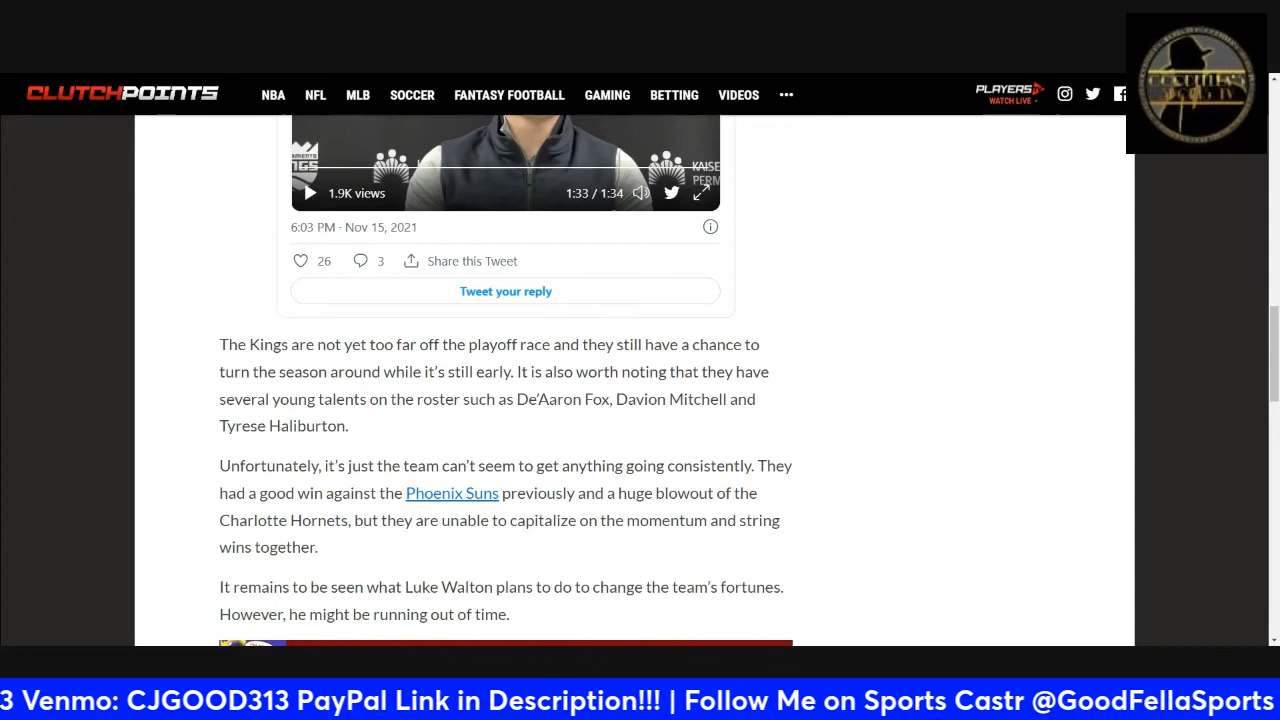 CLUTCHPOINTS
NBA
NFL
MLB
SOCCER
FANTASY FOOTBALL
GAMING
BETTING
VIDEOS
PLAYERS TV
WATCH LIVE
KINGS
KAISE
PERM
1.9K views
1:33 / 1:34
6:03 PM · Nov 15, 2021
26
3
Share this Tweet
Tweet your reply
The Kings are not yet too far off the playoff race and they still have a chance to
turn the season around while it’s still early. It is also worth noting that they have
several young talents on the roster such as De’Aaron Fox, Davion Mitchell and
Tyrese Haliburton.
Unfortunately, it’s just the team can’t seem to get anything going consistently. They
had a good win against the Phoenix Suns previously and a huge blowout of the
Charlotte Hornets, but they are unable to capitalize on the momentum and string
wins together.
It remains to be seen what Luke Walton plans to do to change the team’s fortunes.
However, he might be running out of time.
3 Venmo: CJGOOD313 PayPal Link in Description!!! | Follow Me on Sports Castr @GoodFellaSports